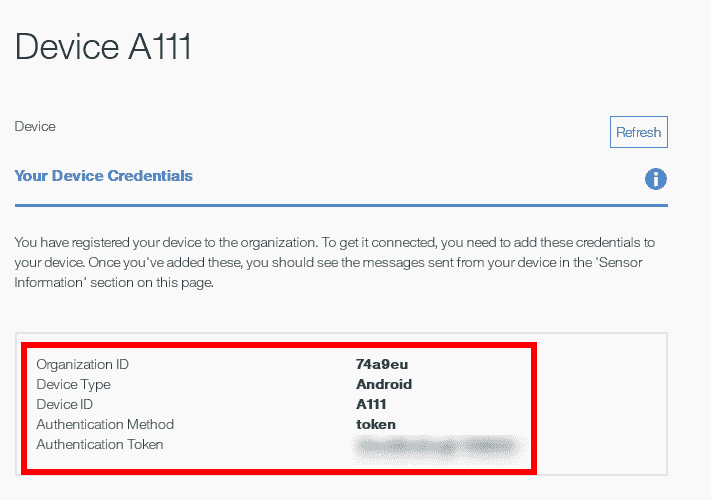 Device A111
Device
Refresh
Your Device Credentials
You have registered your device to the organization. To get it connected, you need to add these credentials to
your device. Once you've added these, you should see the messages sent from your device in the 'Sensor
Information' section on this page.
Organization ID 74a9eu
Device Type Android
Device ID A111
Authentication Method token
Authentication Token